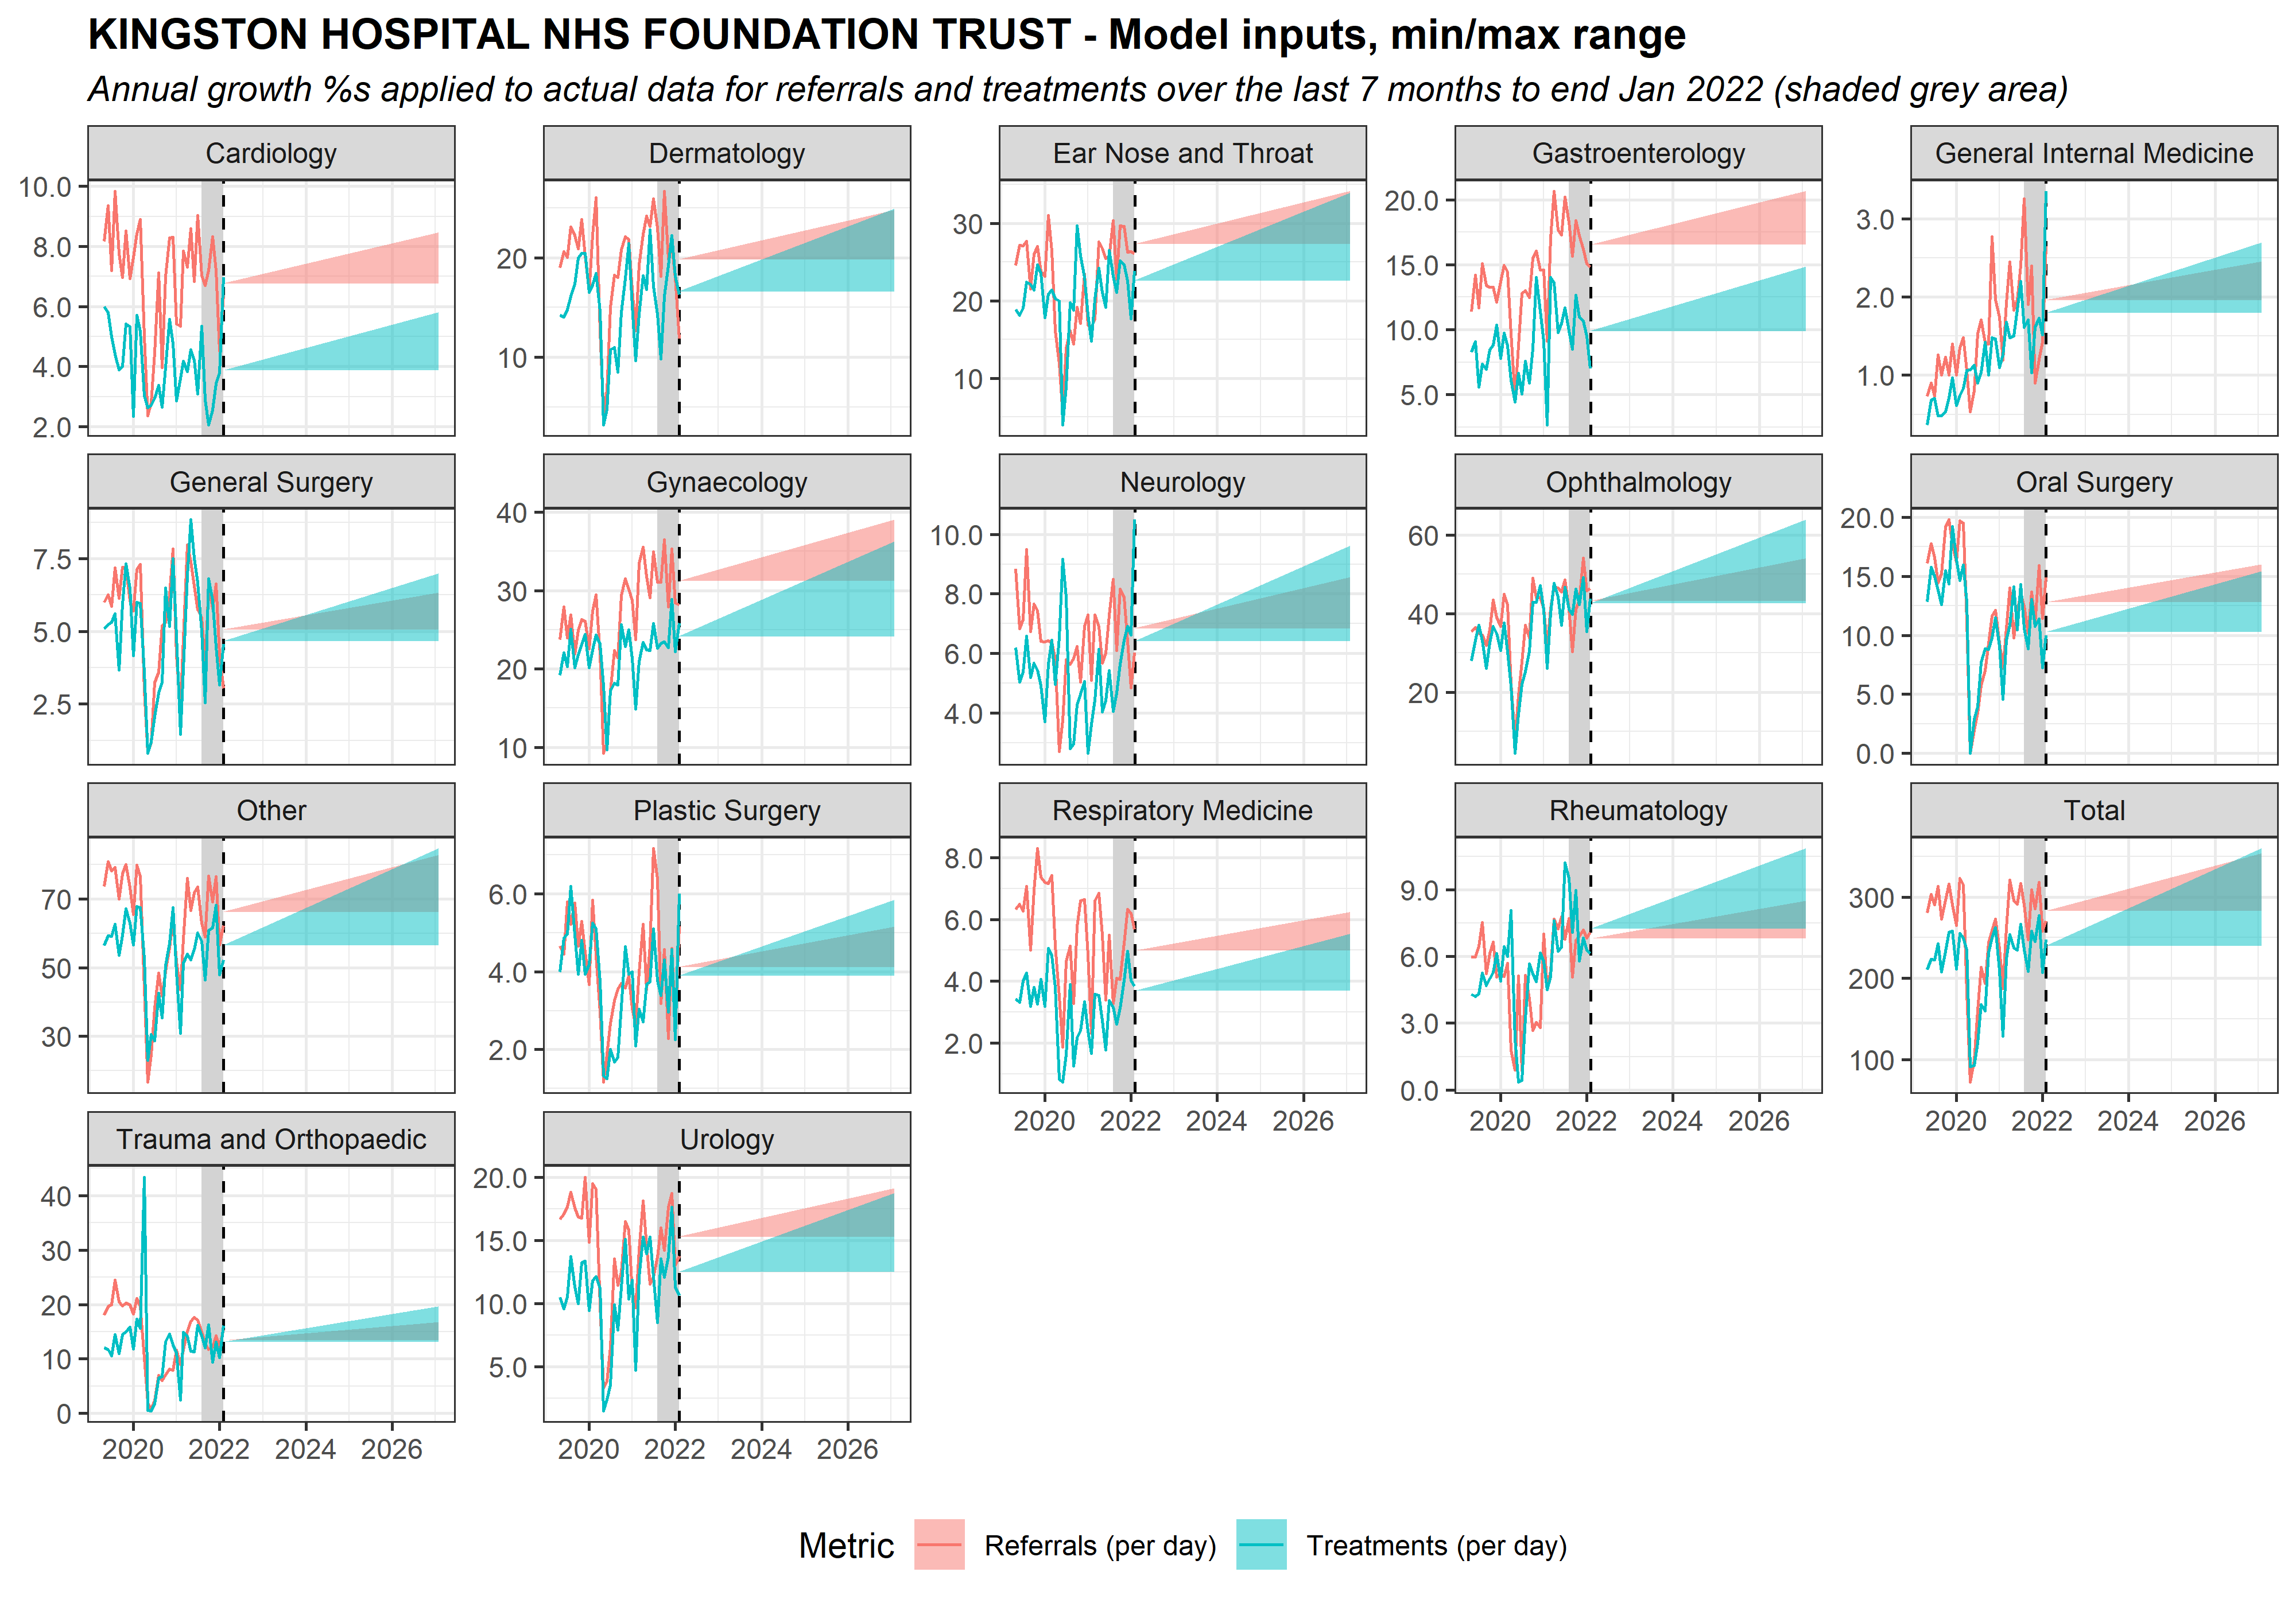 KINGSTON HOSPITAL NHS FOUNDATION TRUST - Model inputs, min/max range
Annual growth %s applied to actual data for referrals and treatments over the last 7 months to end Jan 2022 (shaded grey area)
Cardiology
10.0
8.0
6.0
4.0
2.0
Dermatology
20
10
Ear Nose and Throat
30
20
10
Gastroenterology
20.0
15.0
10.0
5.0
General Internal Medicine
3.0
2.0
1.0
General Surgery
7.5
5.0
2.5
Gynaecology
40
30
20
10
Neurology
10.0
8.0
6.0
4.0
Ophthalmology
60
40
20
Oral Surgery
20.0
15.0
10.0
5.0
0.0
Other
70
50
30
Plastic Surgery
6.0
4.0
2.0
Respiratory Medicine
8.0
6.0
4.0
2.0
2020 2022 2024 2026
Rheumatology
9.0
6.0
3.0
0.0
2020 2022 2024 2026
Total
300
200
100
2020 2022 2024 2026
Trauma and Orthopaedic
40
30
20
10
0
2020 2022 2024 2026
Urology
20.0
15.0
10.0
5.0
2020 2022 2024 2026
Metric Referrals (per day) Treatments (per day)